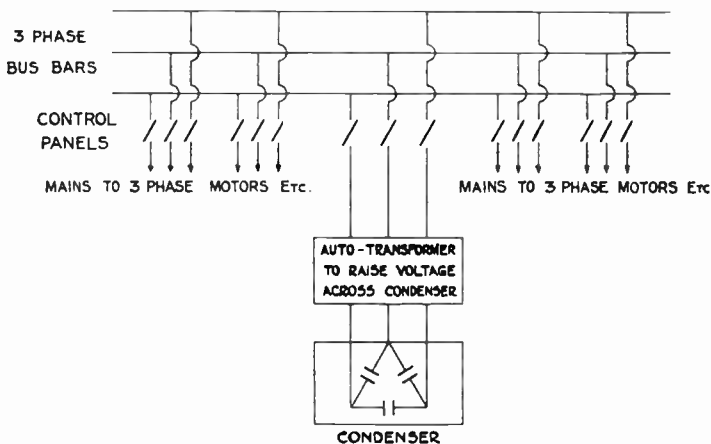 3 PHASE
BUS BARS
CONTROL
PANELS
MAINS TO 3 PHASE MOTORS ETC.
MAINS TO 3 PHASE MOTORS ETC
AUTO-TRANSFORMER
TO RAISE VOLTAGE
ACROSS CONDENSER
CONDENSER